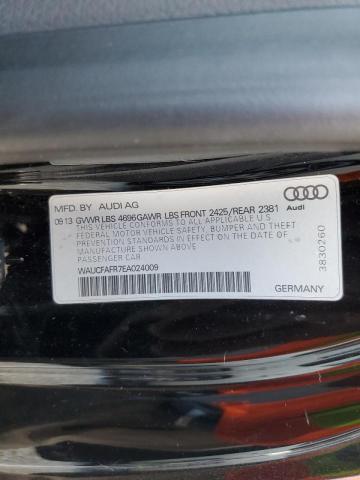 MFD. BY AUDI AG
09.13 GVWR LBS 4696GAWR LBS FRONT 2425/REAR 2381
THIS VEHICLE CONFORMS TO ALL APPLICABLE U.S.
FEDERAL MOTOR VEHICLE SAFETY, BUMPER AND THEFT
PREVENTION STANDARDS IN EFFECT ON THE DATE OF
MANUFACTURE SHOWN ABOVE.
PASSENGER CAR
WAUCFAFR7EA024009
Audi
3830260
GERMANY